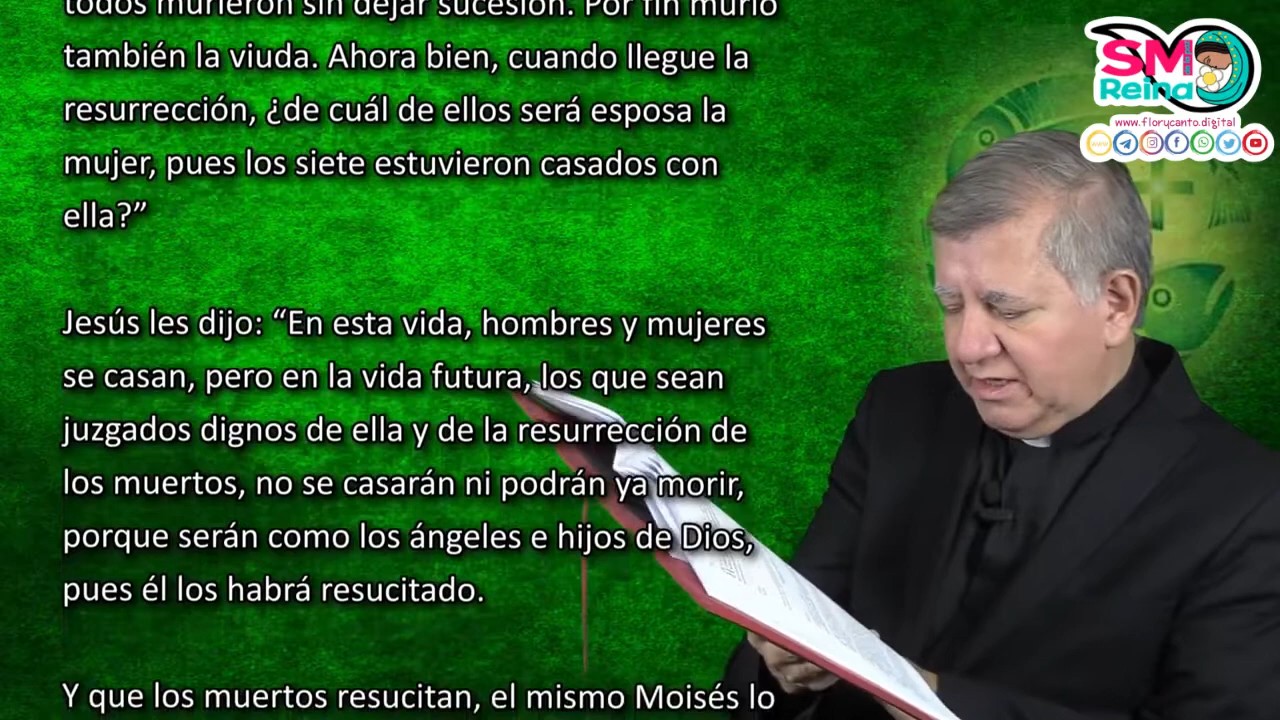 todos murieron sin dejar sucesión. Por fin murió
también la viuda. Ahora bien, cuando llegue la
resurrección, ¿de cuál de ellos será esposa la
mujer, pues los siete estuvieron casados con
ella?”
Jesús les dijo: “En esta vida, hombres y mujeres
se casan, pero en la vida futura, los que sean
juzgados dignos de ella y de la resurrección de
los muertos, no se casarán ni podrán ya morir,
porque serán como los ángeles e hijos de Dios,
pues él los habrá resucitado.
Y que los muertos resucitan, el mismo Moisés lo
SM
Reina
www.florycanto.digital